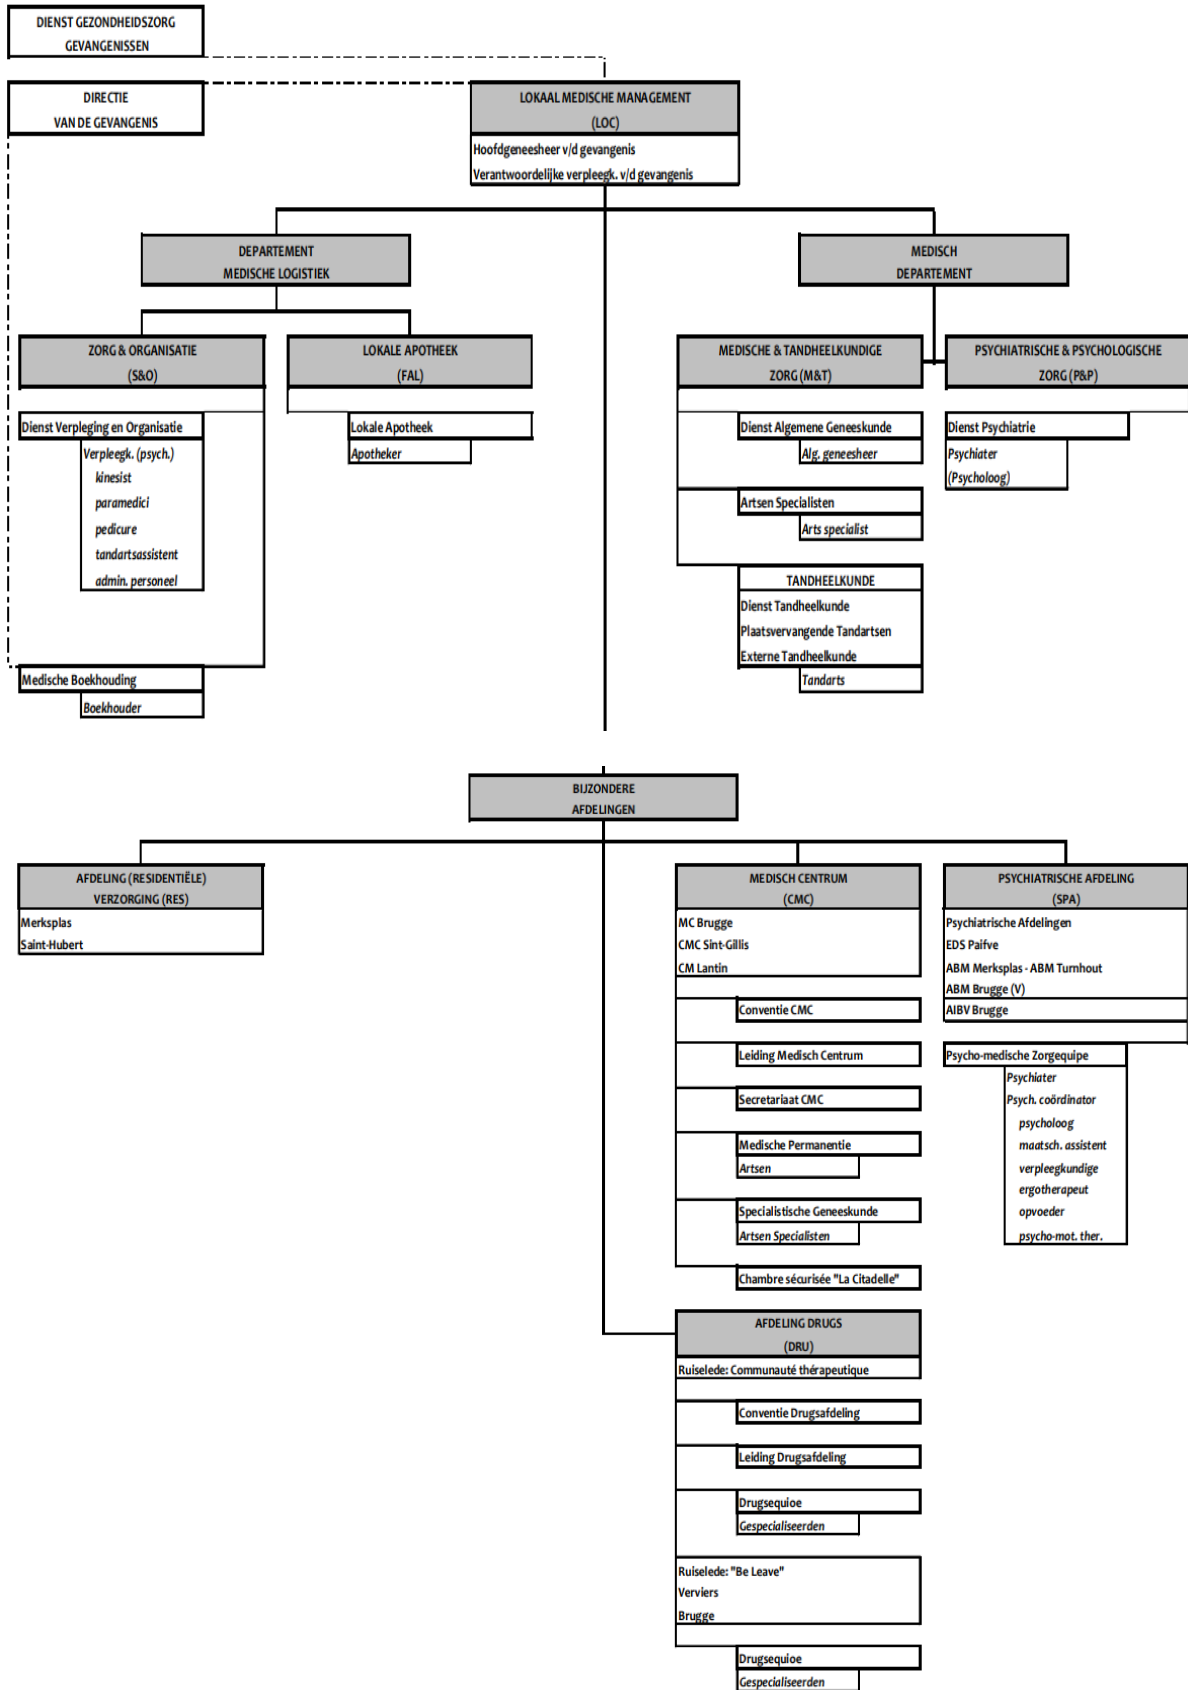 DIENST GEZONDHEIDSZORG
GEVANGENISSEN
DIRECTIE
VAN DE GEVANGENIS
LOKAAL MEDISCHE MANAGEMENT
(LOC)
Hoofdgeneesheer v/d gevangenis
Verantwoordelijke verpleegk. v/d gevangenis
DEPARTEMENT
MEDISCHE LOGISTIEK
MEDISCH
DEPARTEMENT
ZORG & ORGANISATIE
(S&O)
Dienst Verpleging en Organisatie
Verpleegk. (psych.)
kinesist
paramedici
pedicure
tandartsassistent
admin. personeel
Medische Boekhouding
Boekhouder
LOKALE APOTHEEK
(FAL)
Lokale Apotheek
Apotheker
MEDISCHE & TANDHEELKUNDIGE
ZORG (M&T)
Dienst Algemene Geneeskunde
Alg. geneesheer
Artsen Specialisten
Arts specialist
TANDHEELKUNDE
Dienst Tandheelkunde
Plaatsvervangende Tandartsen
Externe Tandheelkunde
Tandarts
PSYCHIATRISCHE & PSYCHOLOGISCHE
ZORG (P&P)
Dienst Psychiatrie
Psychiater
(Psycholoog)
BIJZONDERE
AFDELINGEN
AFDELING (RESIDENTIËLE)
VERZORGING (RES)
Merksplas
Saint-Hubert
MEDISCH CENTRUM
(CMC)
MC Brugge
CMC Sint-Gillis
CM Lantin
Conventie CMC
Leiding Medisch Centrum
Secretariaat CMC
Medische Permanentie
Artsen
Specialistische Geneeskunde
Artsen Specialisten
Chambre sécurisée "La Citadelle"
PSYCHIATRISCHE AFDELING
(SPA)
Psychiatrische Afdelingen
EDS Paifve
ABM Merksplas - ABM Turnhout
ABM Brugge (V)
AIBV Brugge
Psycho-medische Zorgequipe
Psychiater
Psych. coördinator
psycholoog
maatsch. assistent
verpleegkundige
ergotherapeut
opvoeder
psycho-mot. ther.
AFDELING DRUGS
(DRU)
Ruiselede: Communauté thérapeutique
Conventie Drugsafdeling
Leiding Drugsafdeling
Drugsequioe
Gespecialiseerden
Ruiselede: "Be Leave"
Verviers
Brugge
Drugsequioe
Gespecialiseerden